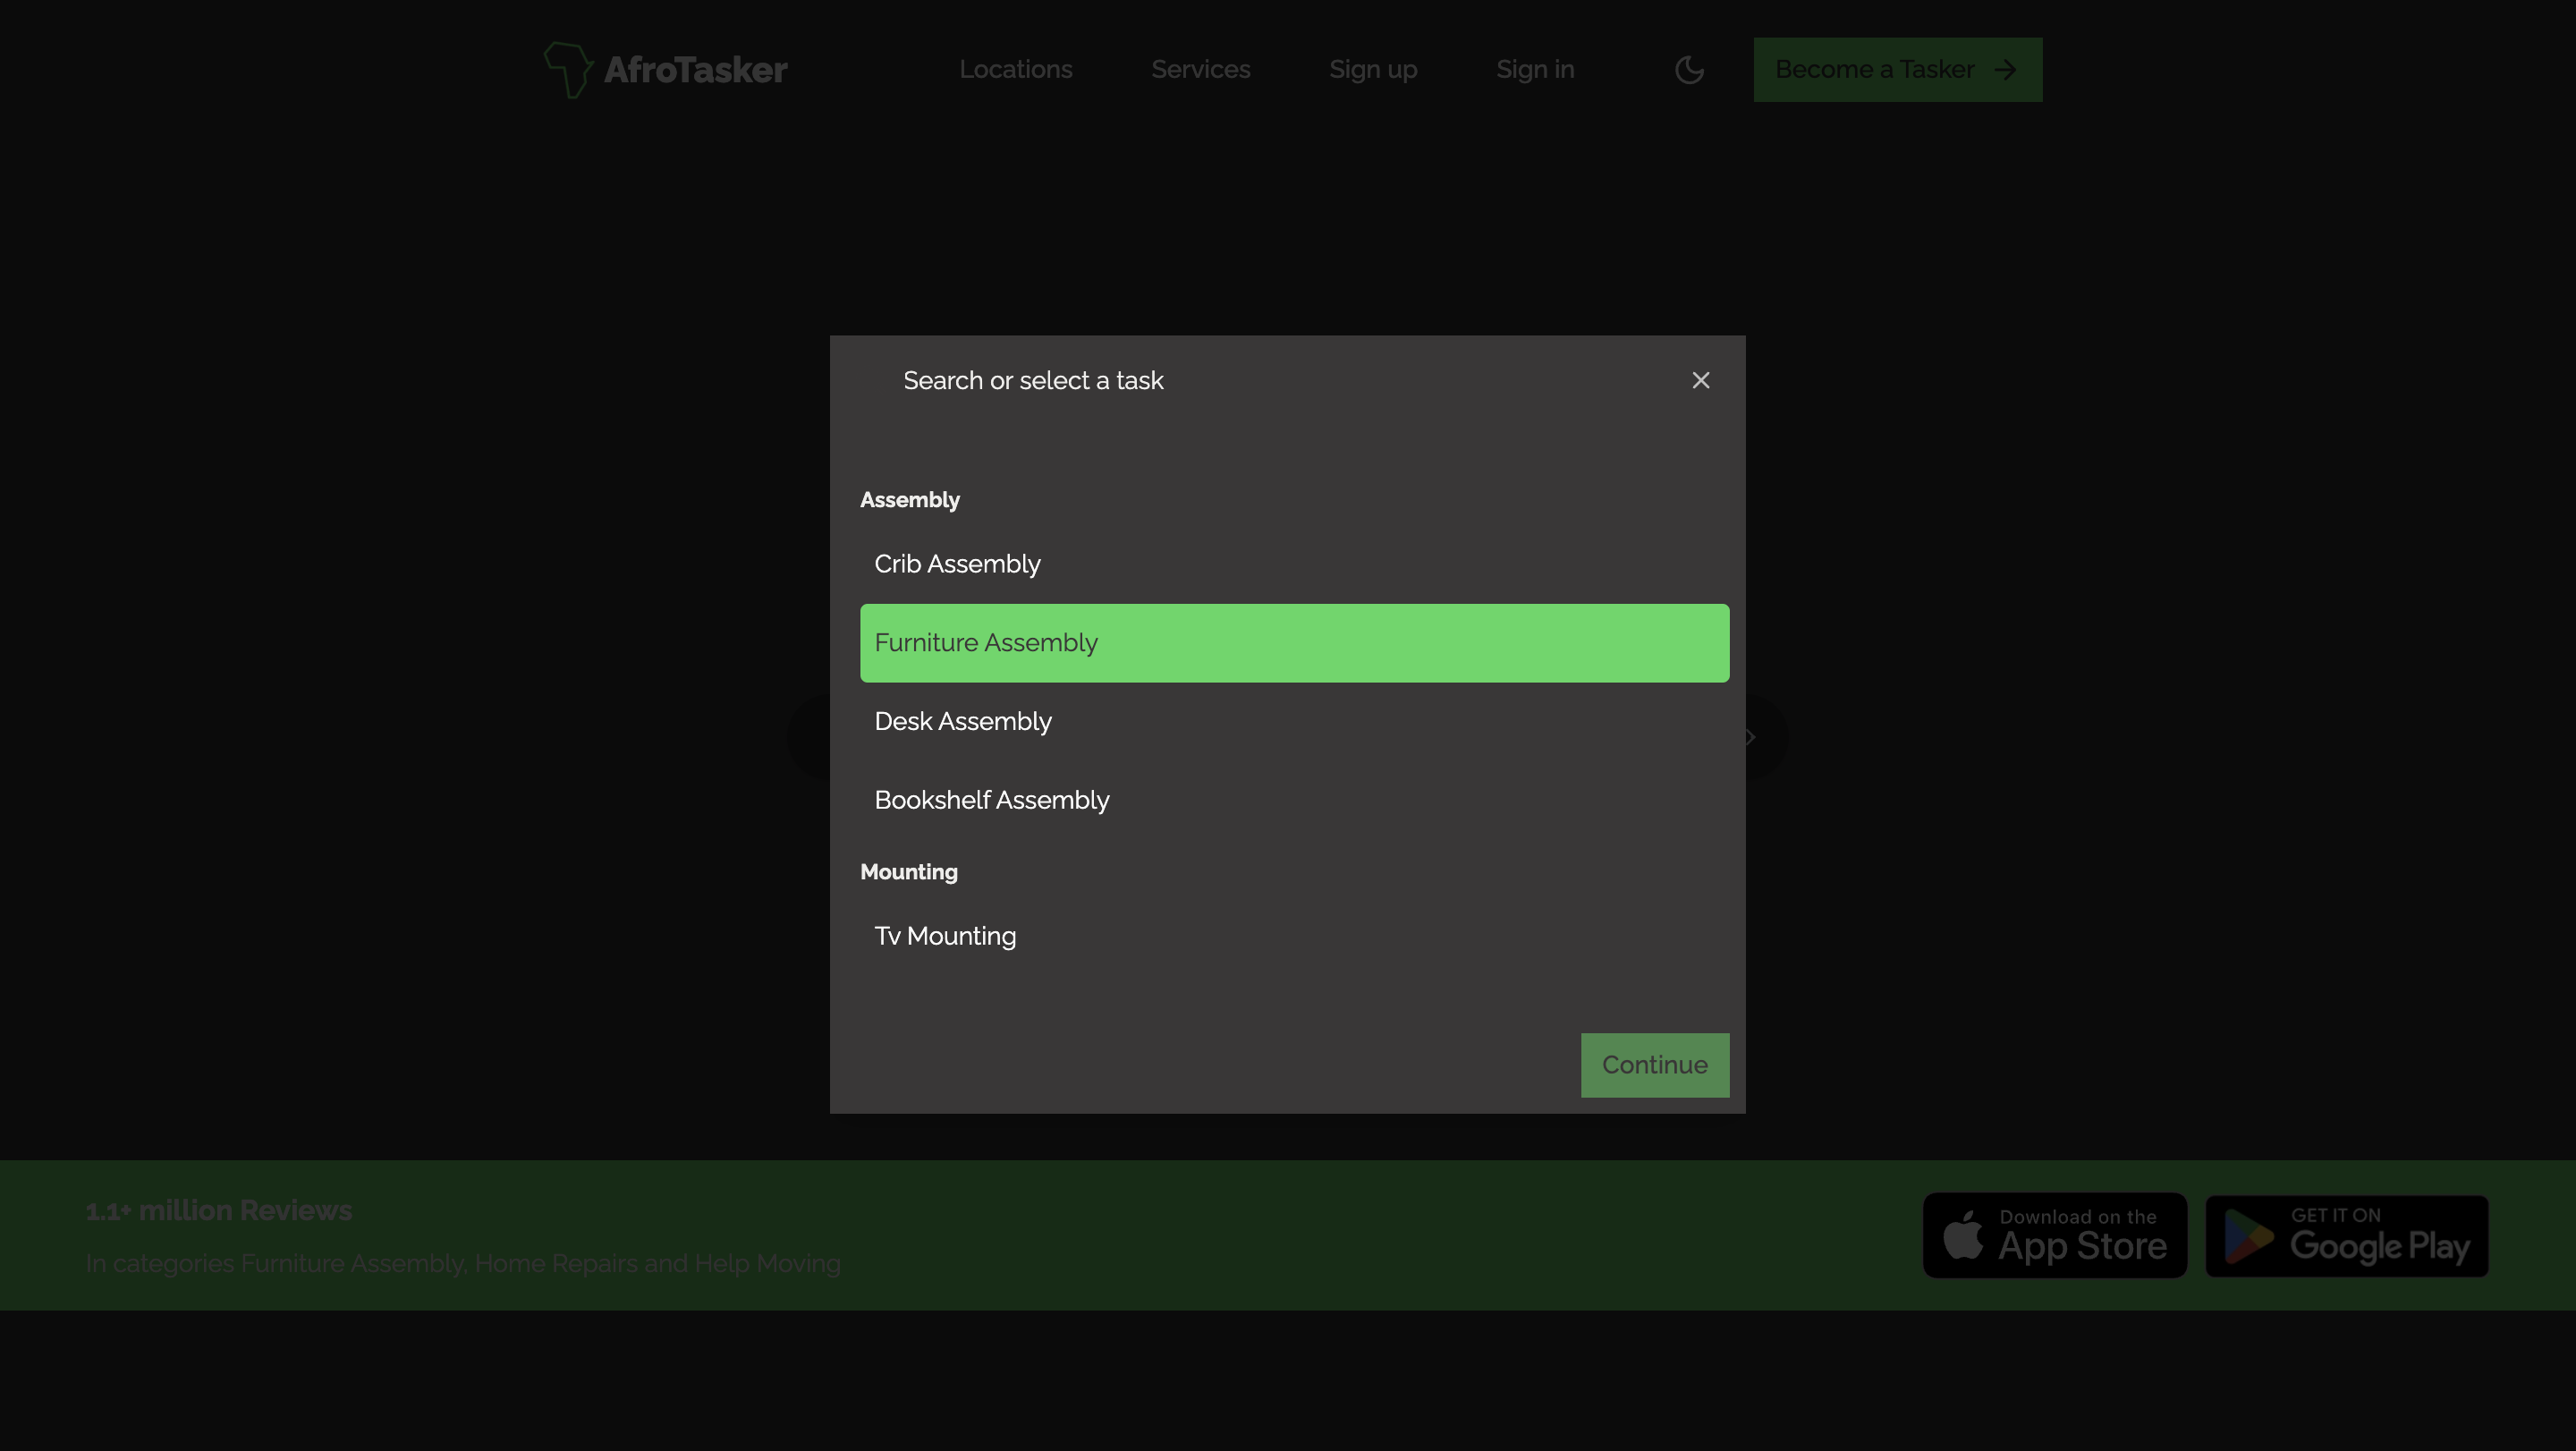 AfroTasker
Locations
Services
Sign up
Sign in
Become a Tasker
Search or select a task
Assembly
Crib Assembly
Furniture Assembly
Desk Assembly
Bookshelf Assembly
Mounting
Tv Mounting
Continue
1.1+ million Reviews
In categories Furniture Assembly, Home Repairs and Help Moving
Download on the
App Store
GET IT ON
Google Play